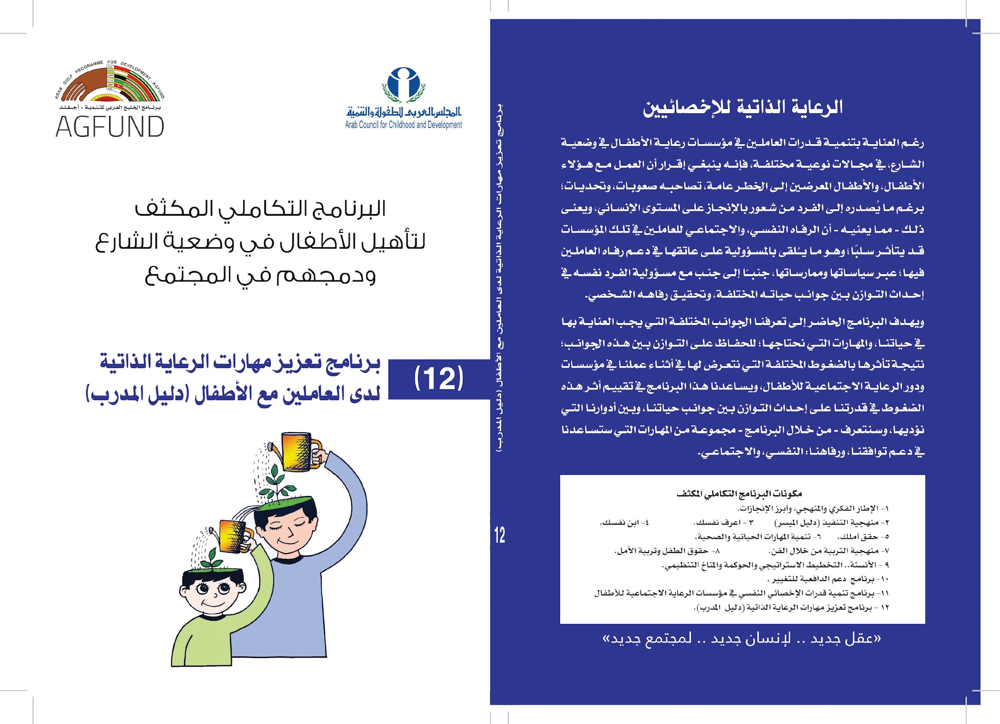 ARAB GULF PROGRAMME FOR DEVELOPMENT - AGFUND
برنامج الخليج العربي للتنمية - أجفند
AGFUND
المجلس العربي للطفولة والتنمية
Arab Council for Childhood and Development
البرنامج التكاملي المكثف
لتأهيل الأطفال في وضعية الشارع
ودمجهم في المجتمع
(12)
برنامج تعزيز مهارات الرعاية الذاتية
لدى العاملين مع الأطفال (دليل المدرب)
برنامج تعزيز مهارات الرعاية الذاتية لدى العاملين مع الأطفال (دليل المدرب)
12
الرعاية الذاتية للإخصائيين
رغم العناية بتنمية قدرات العاملين في مؤسسات رعاية الأطفال في وضعية
الشارع، في مجالات نوعية مختلفة، فإنه ينبغي إقرار أن العمل مع هؤلاء
الأطفال، والأطفال المعرضين إلى الخطر عامة، تصاحبه صعوبات، وتحديات؛
برغم ما يُصدره إلى الفرد من شعور بالإنجاز على المستوى الإنساني، ويعنى
ذلك - مما يعنيه - أن الرفاه النفسي، والاجتماعي للعاملين في تلك المؤسسات
قد يتأثر سلبًا؛ وهو ما يُلقى بالمسؤولية على عاتقها في دعم رفاه العاملين
فيها؛ عبر سياساتها وممارساتها، جنبًا إلى جنب مع مسؤولية الفرد نفسه في
إحداث التوازن بين جوانب حياته المختلفة، وتحقيق رفاهه الشخصي.
ويهدف البرنامج الحاضر إلى تعرفنا الجوانب المختلفة التي يجب العناية بها
في حياتنا، والمهارات التي نحتاجها؛ للحفاظ على التوازن بين هذه الجوانب؛
نتيجة تأثرها بالضغوط المختلفة التي نتعرض لها في أثناء عملنا في مؤسسات
ودور الرعاية الاجتماعية للأطفال، ويساعدنا هذا البرنامج في تقييم أثر هذه
الضغوط في قدرتنا على إحداث التوازن بين جوانب حياتنا، وبين أدوارنا التي
نؤديها، وسنتعرف - من خلال البرنامج - مجموعة من المهارات التي ستساعدنا
في دعم توافقنا، ورفاهنا: النفسي، والاجتماعي.
مكونات البرنامج التكاملي المكثف
١- الإطار الفكري والمنهجي، وأبرز الإنجازات.
٢- منهجية التنفيذ (دليل الميسر) ٣ - اعرف نفسك. ٤- ابن نفسك.
٥- حقق أملك. ٦- تنمية المهارات الحياتية والصحية.
٧- منهجية التربية من خلال الفن. ٨- حقوق الطفل وتربية الأمل.
٩ - الأنسنة.. التخطيط الاستراتيجي والحوكمة والمناخ التنظيمي.
١٠- برنامج دعم الدافعية للتغيير .
١١- برنامج تنمية قدرات الإخصائي النفسي في مؤسسات الرعاية الاجتماعية للأطفال
١٢ - برنامج تعزيز مهارات الرعاية الذاتية (دليل المدرب).
«عقل جديد .. لإنسان جديد .. لمجتمع جديد»